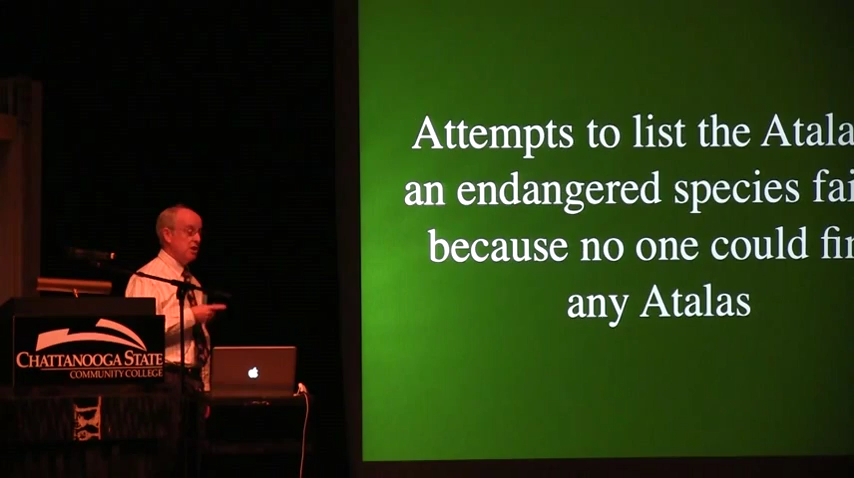 Attempts to list the Atala
an endangered species fai
because no one could fin
any Atalas
CHATTANOOGA STATE
COMMUNITY COLLEGE